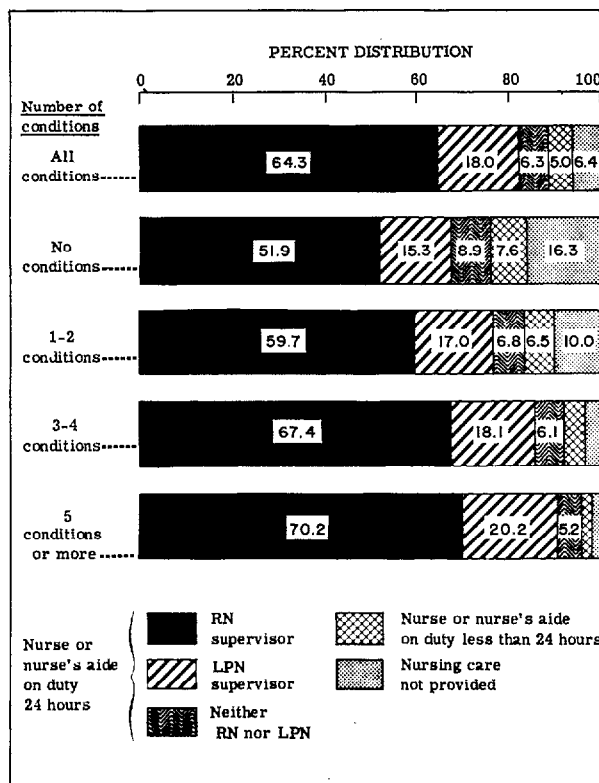 PERCENT DISTRIBUTION
0 20 40 60 80 100
Number of
conditions
All
conditions------
64.3 18.0 6.3 5.0 6.4
No
conditions------
51.9 15.3 8.9 7.6 16.3
1-2
conditions------
59.7 17.0 6.8 6.5 10.0
3-4
conditions------
67.4 18.1 6.1
5
conditions
or more------
70.2 20.2 5.2
Nurse or
nurse's aide
on duty
24 hours
RN
supervisor
LPN
supervisor
Neither
RN nor LPN
Nurse or nurse's aide
on duty less than 24 hours
Nursing care
not provided